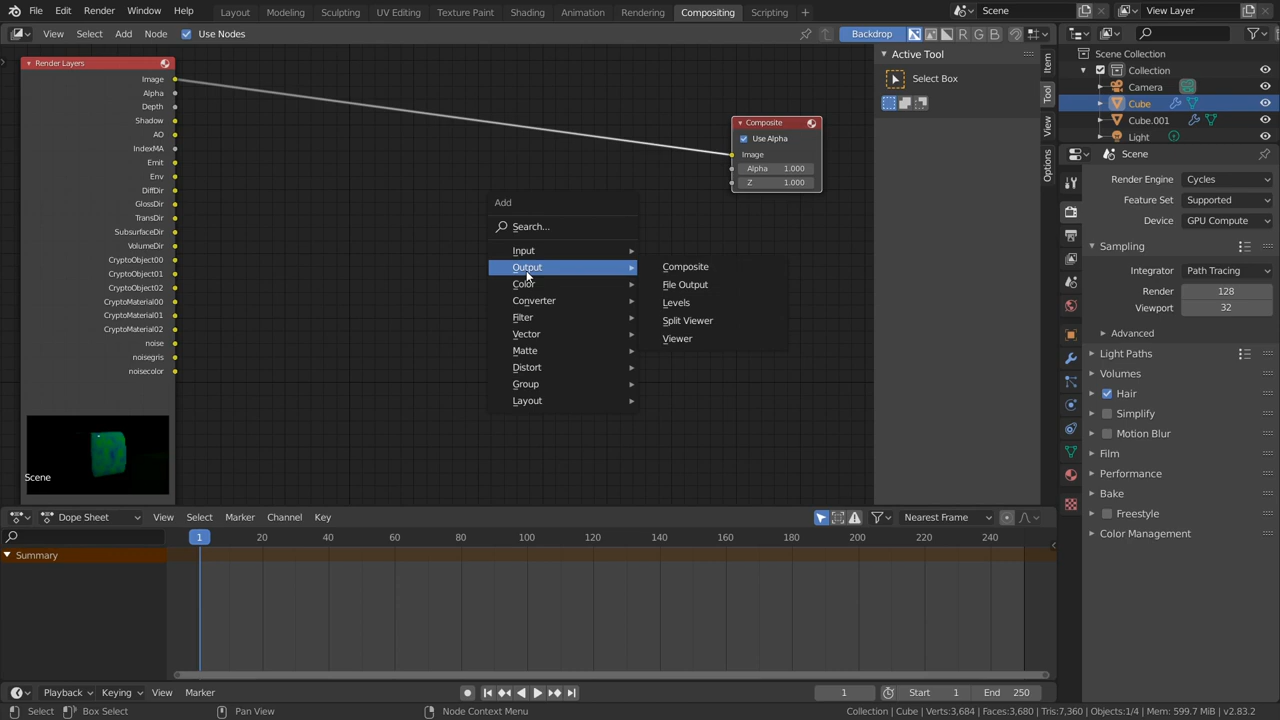 File Edit Render Window Help Layout Modeling Sculpting UV Editing Texture Paint Shading Animation Rendering Compositing Scripting + Scene View Layer
View Select Add Node Use Nodes Backdrop R G B
Active Tool
Select Box
Item
Tool
View
Options
Render Layers
Image
Alpha
Depth
Shadow
AO
IndexMA
Emit
Env
DiffDir
GlossDir
TransDir
SubsurfaceDir
VolumeDir
CryptoObject00
CryptoObject01
CryptoObject02
CryptoMaterial00
CryptoMaterial01
CryptoMaterial02
noise
noisegris
noisecolor
Scene
Composite
Use Alpha
Image
Alpha 1.000
Z 1.000
Add
Search...
Input
Output
Color
Converter
Filter
Vector
Matte
Distort
Group
Layout
Composite
File Output
Levels
Split Viewer
Viewer
Scene Collection
Collection
Camera
Cube
Cube.001
Light
Scene
Render Engine Cycles
Feature Set Supported
Device GPU Compute
Sampling
Integrator Path Tracing
Render 128
Viewport 32
Advanced
Light Paths
Volumes
Hair
Simplify
Motion Blur
Film
Performance
Bake
Freestyle
Color Management
Dope Sheet View Select Marker Channel Key Nearest Frame
1 20 40 60 80 100 120 140 160 180 200 220 240
Summary
Playback Keying View Marker 1 Start 1 End 250
Select Box Select Pan View Node Context Menu Collection | Cube | Verts:3,684 | Faces:3,680 | Tris:7,360 | Objects:1/4 | Mem: 599.7 MiB | v2.83.2